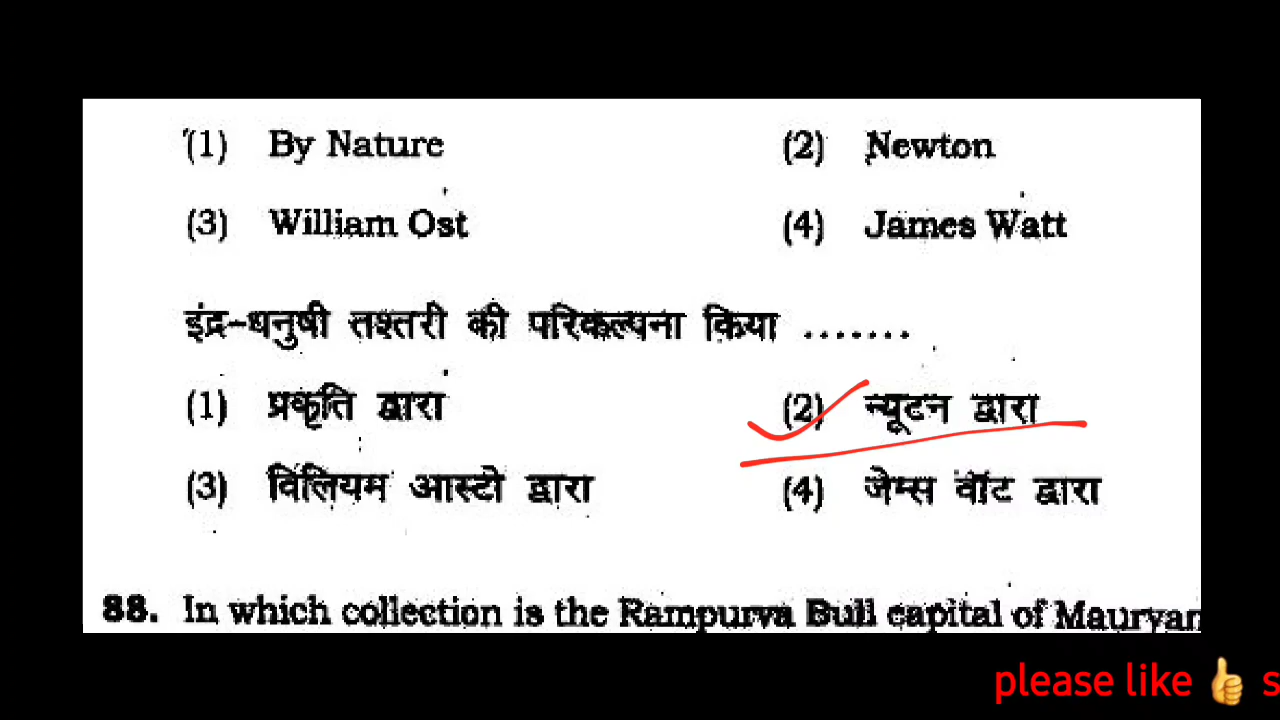 (1) By Nature (2) Newton
(3) William Ost (4) James Watt
इंद्र-धनुषी तश्तरी की परिकल्पना किया .......
(1) प्रकृति द्वारा (2) न्यूटन द्वारा
(3) विलियम आस्टो द्वारा (4) जेम्स वॉट द्वारा
88. In which collection is the Rampurva Bull capital of Mauryan
please like 👍 s